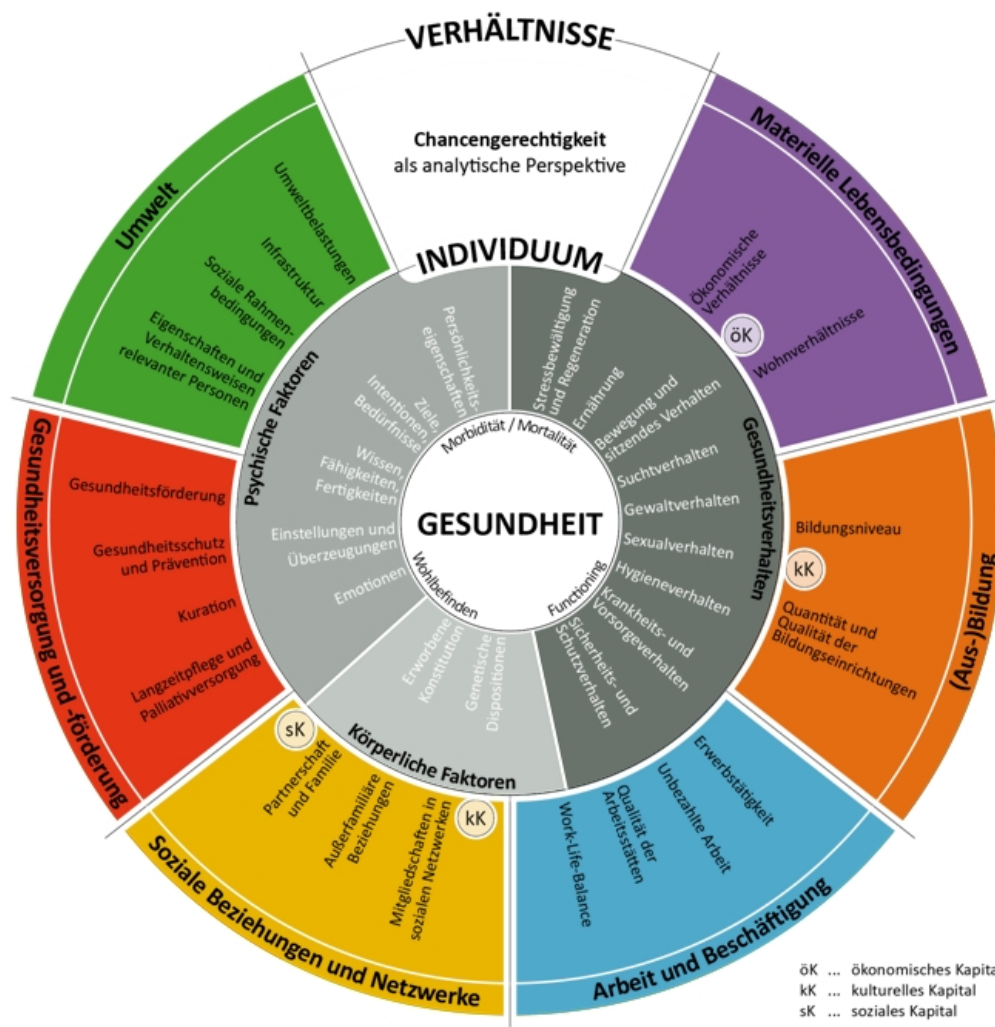 VERHÄLTNISSE
Chancengerechtigkeit
als analytische Perspektive
INDIVIDUUM
Materielle Lebensbedingungen
Ökonomische
Verhältnisse
öK
Wohnverhältnisse
(Aus-)Bildung
Bildungsniveau
kK
Quantität und
Qualität der
Bildungseinrichtungen
Arbeit und Beschäftigung
Erwerbstätigkeit
Unbezahlte Arbeit
Qualität der
Arbeitsstätten
Work-Life-Balance
Soziale Beziehungen und Netzwerke
kK
Mitgliedschaften in
sozialen Netzwerken
Außerfamiliäre
Beziehungen
Partnerschaft
und Familie
sK
Gesundheitsversorgung und -förderung
Gesundheitsförderung
Gesundheitsschutz
und Prävention
Kuration
Langzeitpflege und
Palliativversorgung
Umwelt
Umweltbelastungen
Infrastruktur
Soziale Rahmen-
bedingungen
Eigenschaften und
Verhaltensweisen
relevanter Personen
Gesundheitsverhalten
Stressbewältigung
und Regeneration
Ernährung
Bewegung und
sitzendes Verhalten
Suchtverhalten
Gewaltverhalten
Sexualverhalten
Hygieneverhalten
Krankheits- und
Vorsorgeverhalten
Sicherheits- und
Schutzverhalten
Körperliche Faktoren
Genetische
Dispositionen
Erworbene
Konstitution
Psychische Faktoren
Persönlichkeits-
eigenschaften
Ziele,
Intentionen,
Bedürfnisse
Wissen,
Fähigkeiten,
Fertigkeiten
Einstellungen und
Überzeugungen
Emotionen
Morbidität / Mortalität
GESUNDHEIT
Wohlbefinden
Functioning
öK ... ökonomisches Kapita
kK ... kulturelles Kapital
sK ... soziales Kapital